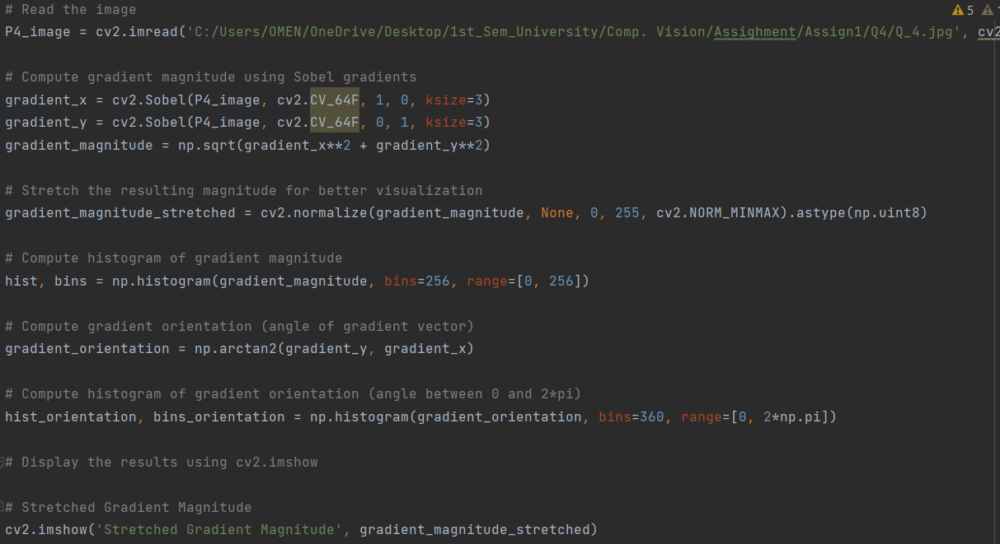 # Read the image
5
P4_image = cv2.imread('C:/Users/OMEN/OneDrive/Desktop/1st_Sem_University/Comp. Vision/Assighment/Assign1/Q4/Q_4.jpg', cv2
# Compute gradient magnitude using Sobel gradients
gradient_x = cv2.Sobel(P4_image, cv2.CV_64F, 1, 0, ksize=3)
gradient_y = cv2.Sobel(P4_image, cv2.CV_64F, 0, 1, ksize=3)
gradient_magnitude = np.sqrt(gradient_x**2 + gradient_y**2)
# Stretch the resulting magnitude for better visualization
gradient_magnitude_stretched = cv2.normalize(gradient_magnitude, None, 0, 255, cv2.NORM_MINMAX).astype(np.uint8)
# Compute histogram of gradient magnitude
hist, bins = np.histogram(gradient_magnitude, bins=256, range=[0, 256])
# Compute gradient orientation (angle of gradient vector)
gradient_orientation = np.arctan2(gradient_y, gradient_x)
# Compute histogram of gradient orientation (angle between 0 and 2*pi)
hist_orientation, bins_orientation = np.histogram(gradient_orientation, bins=360, range=[0, 2*np.pi])
# Display the results using cv2.imshow
# Stretched Gradient Magnitude
cv2.imshow('Stretched Gradient Magnitude', gradient_magnitude_stretched)